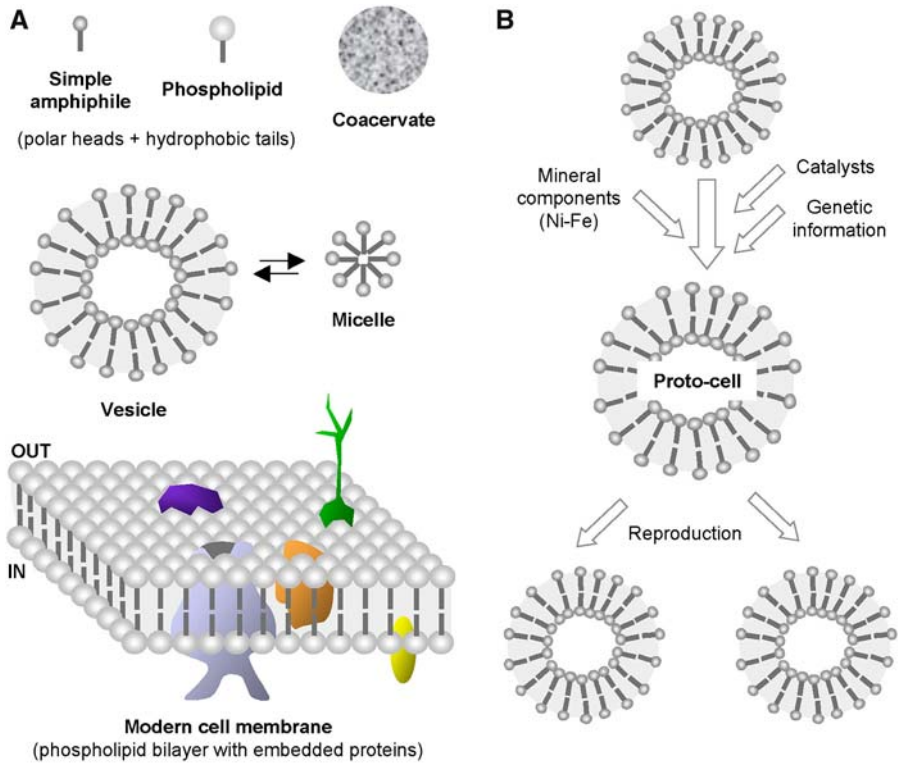 A
Simple
amphiphile
Phospholipid
(polar heads + hydrophobic tails)
Coacervate
Vesicle
Micelle
OUT
IN
Modern cell membrane
(phospholipid bilayer with embedded proteins)
B
Mineral
components
(Ni-Fe)
Catalysts
Genetic
information
Proto-cell
Reproduction